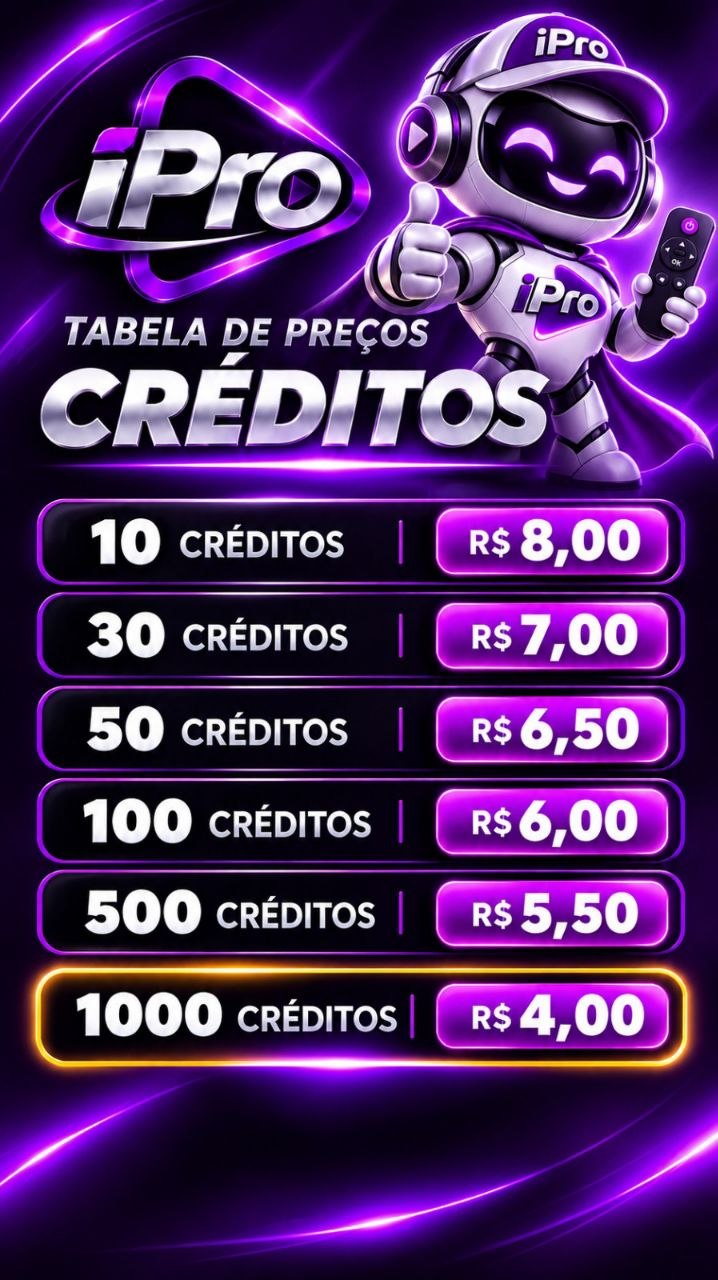 iPro
iPro
OK
iPro
TABELA DE PREÇOS
CRÉDITOS
10 CRÉDITOS | R$ 8,00
30 CRÉDITOS | R$ 7,00
50 CRÉDITOS | R$ 6,50
100 CRÉDITOS | R$ 6,00
500 CRÉDITOS | R$ 5,50
1000 CRÉDITOS | R$ 4,00